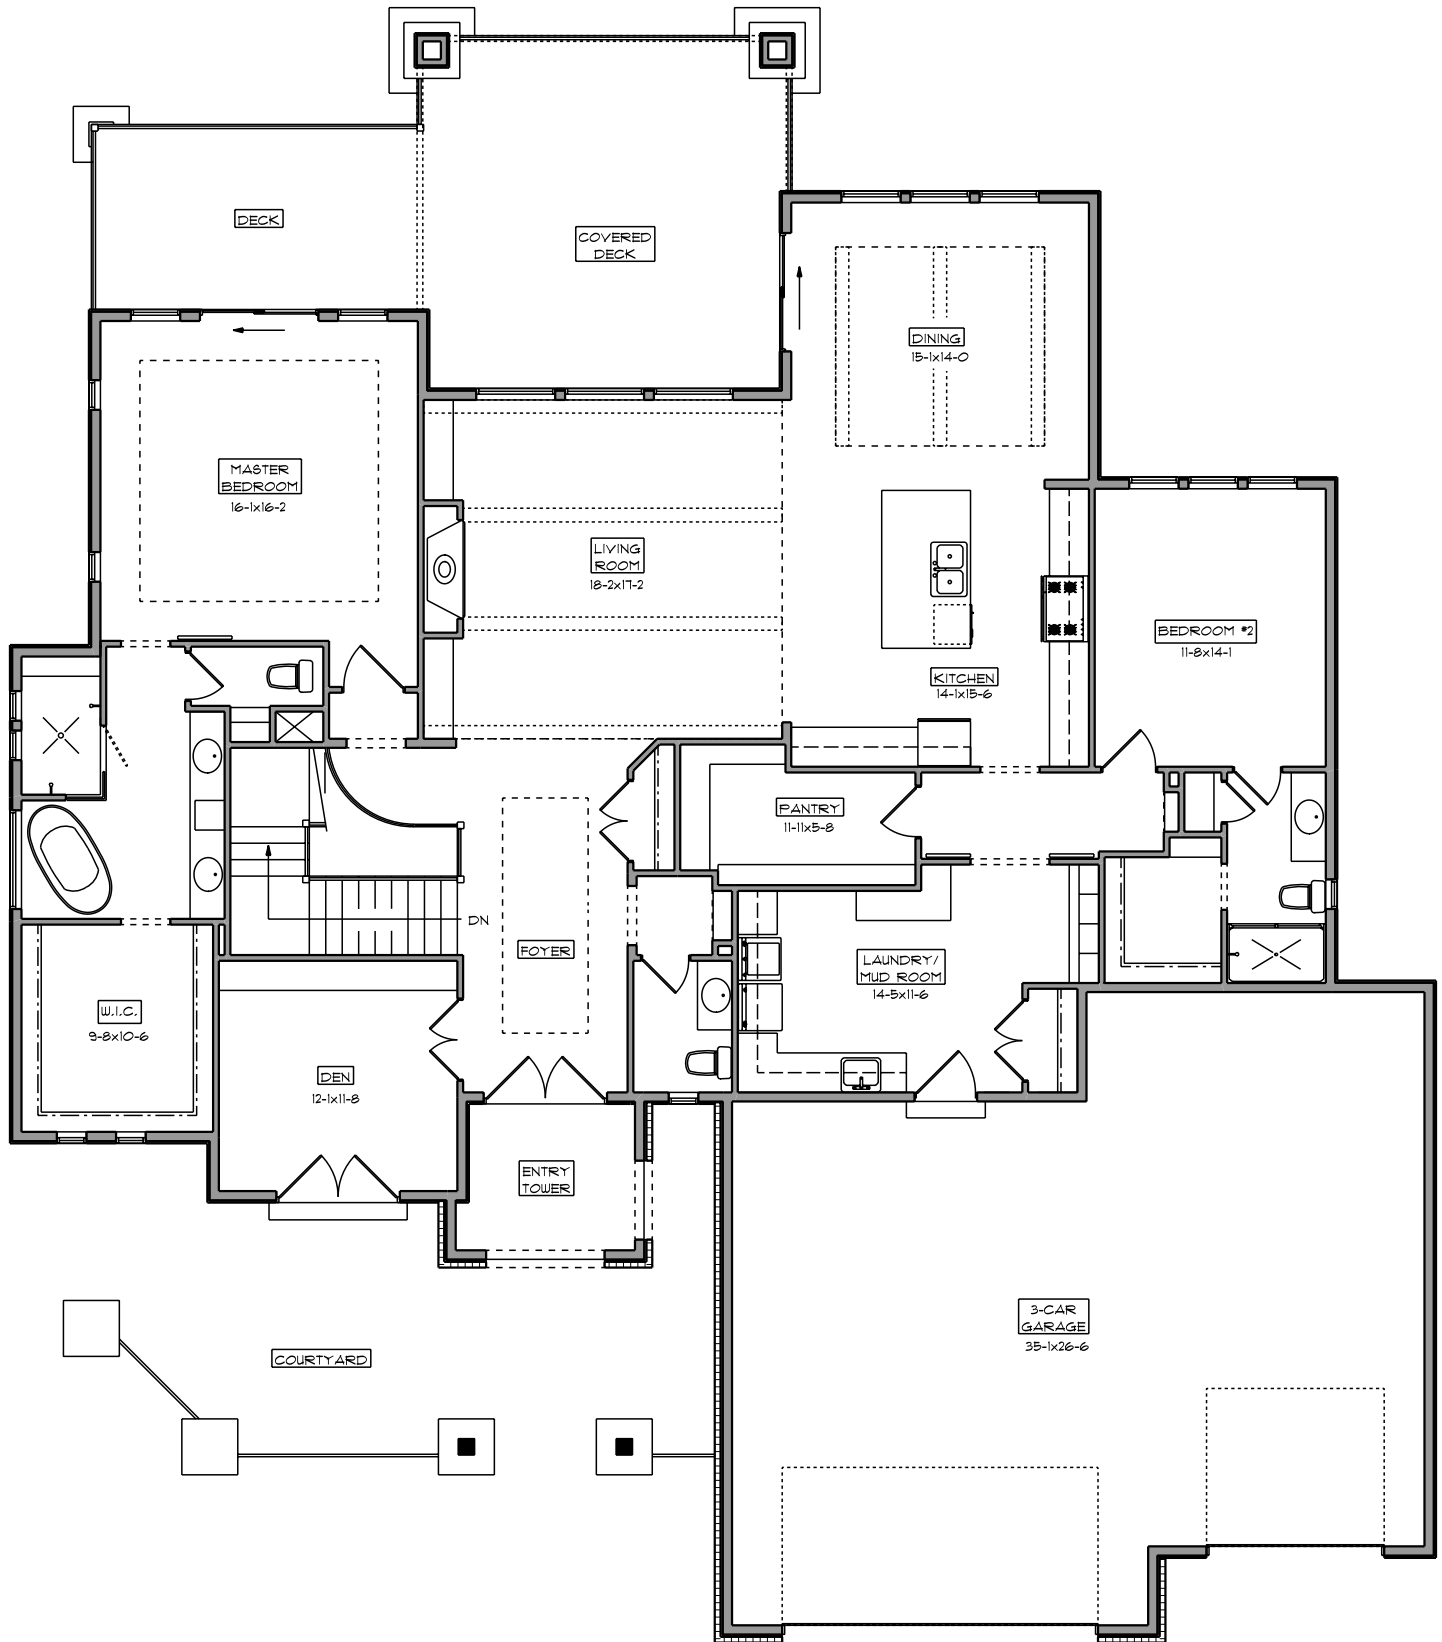 DECK
COVERED
DECK
DINING
15-1x14-0
MASTER
BEDROOM
16-1x16-2
LIVING
ROOM
18-2x17-2
BEDROOM #2
11-8x14-1
KITCHEN
14-1x15-6
PANTRY
11-11x5-8
DN
FOYER
LAUNDRY/
MUD ROOM
14-5x11-6
W.I.C.
9-8x10-6
DEN
12-1x11-8
ENTRY
TOWER
3-CAR
GARAGE
35-1x26-6
COURTYARD